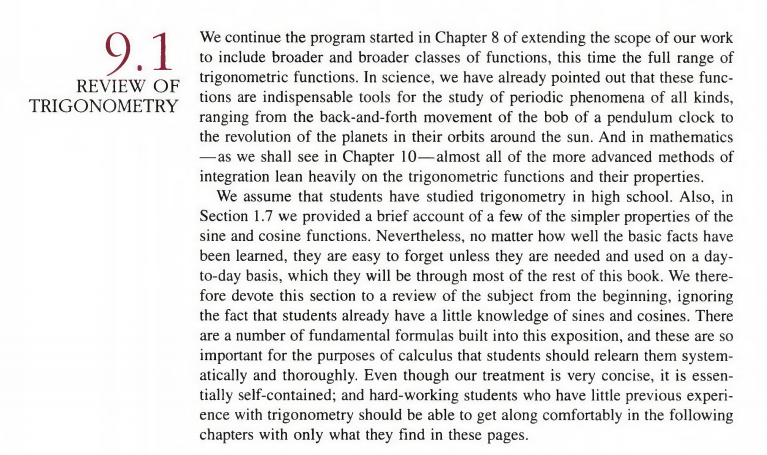 9.1
REVIEW OF
TRIGONOMETRY
We continue the program started in Chapter 8 of extending the scope of our work
to include broader and broader classes of functions, this time the full range of
trigonometric functions. In science, we have already pointed out that these func-
tions are indispensable tools for the study of periodic phenomena of all kinds,
ranging from the back-and-forth movement of the bob of a pendulum clock to
the revolution of the planets in their orbits around the sun. And in mathematics
—as we shall see in Chapter 10—almost all of the more advanced methods of
integration lean heavily on the trigonometric functions and their properties.
We assume that students have studied trigonometry in high school. Also, in
Section 1.7 we provided a brief account of a few of the simpler properties of the
sine and cosine functions. Nevertheless, no matter how well the basic facts have
been learned, they are easy to forget unless they are needed and used on a day-
to-day basis, which they will be through most of the rest of this book. We there-
fore devote this section to a review of the subject from the beginning, ignoring
the fact that students already have a little knowledge of sines and cosines. There
are a number of fundamental formulas built into this exposition, and these are so
important for the purposes of calculus that students should relearn them system-
atically and thoroughly. Even though our treatment is very concise, it is essen-
tially self-contained; and hard-working students who have little previous experi-
ence with trigonometry should be able to get along comfortably in the following
chapters with only what they find in these pages.